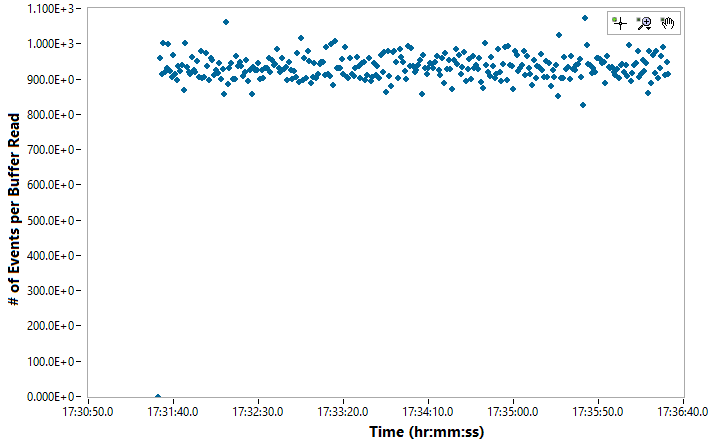 1.100E+3
1.000E+3
900.0E+0
800.0E+0
700.0E+0
600.0E+0
500.0E+0
400.0E+0
300.0E+0
200.0E+0
100.0E+0
0.000E+0
# of Events per Buffer Read
17:30:50.0 17:31:40.0 17:32:30.0 17:33:20.0 17:34:10.0 17:35:00.0 17:35:50.0 17:36:40.0
Time (hr:mm:ss)